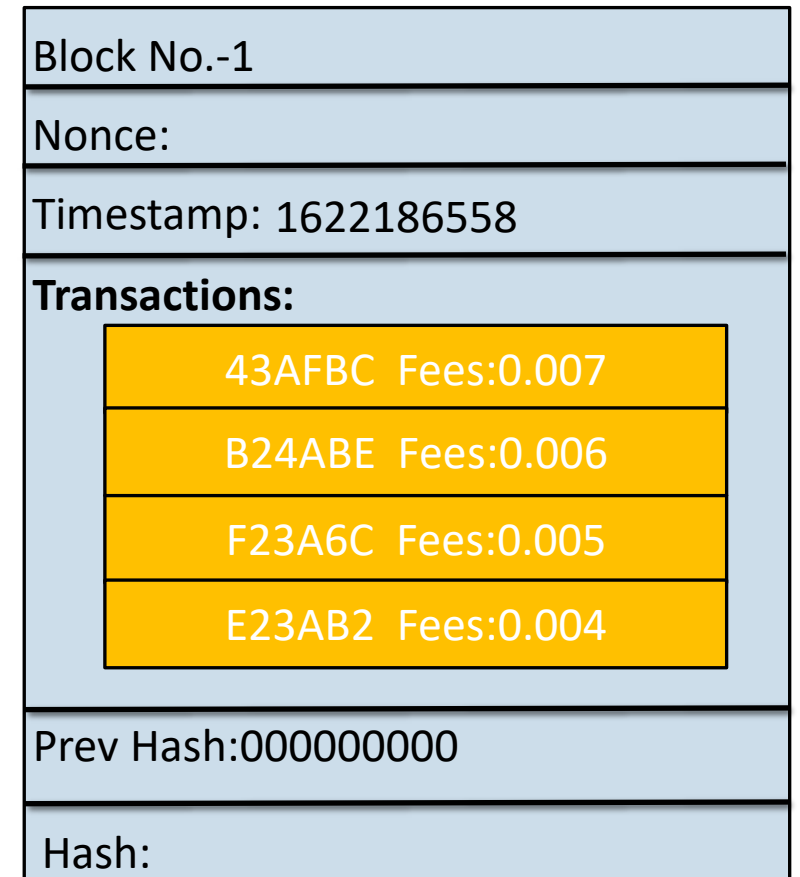 Block No.-1
Nonce:
Timestamp: 1622186558
Transactions:
43AFBC Fees:0.007
B24ABE Fees:0.006
F23A6C Fees:0.005
E23AB2 Fees:0.004
Prev Hash:000000000
Hash: